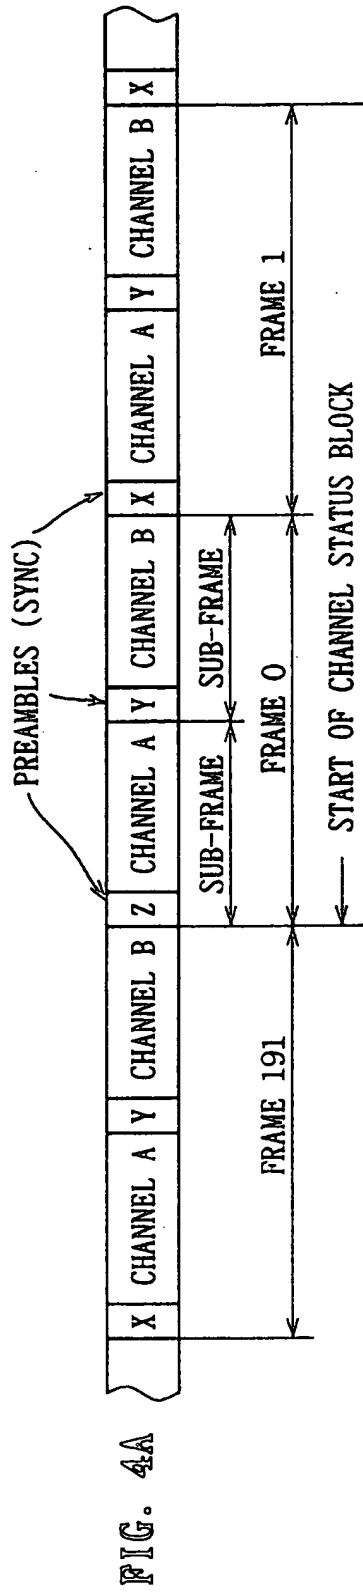 PREAMBLES (SYNC)
X CHANNEL A Y CHANNEL B Z CHANNEL A Y CHANNEL B X CHANNEL A Y CHANNEL B X
SUB-FRAME SUB-FRAME
FRAME 191 FRAME 0 FRAME 1
START OF CHANNEL STATUS BLOCK
FIG. 4A